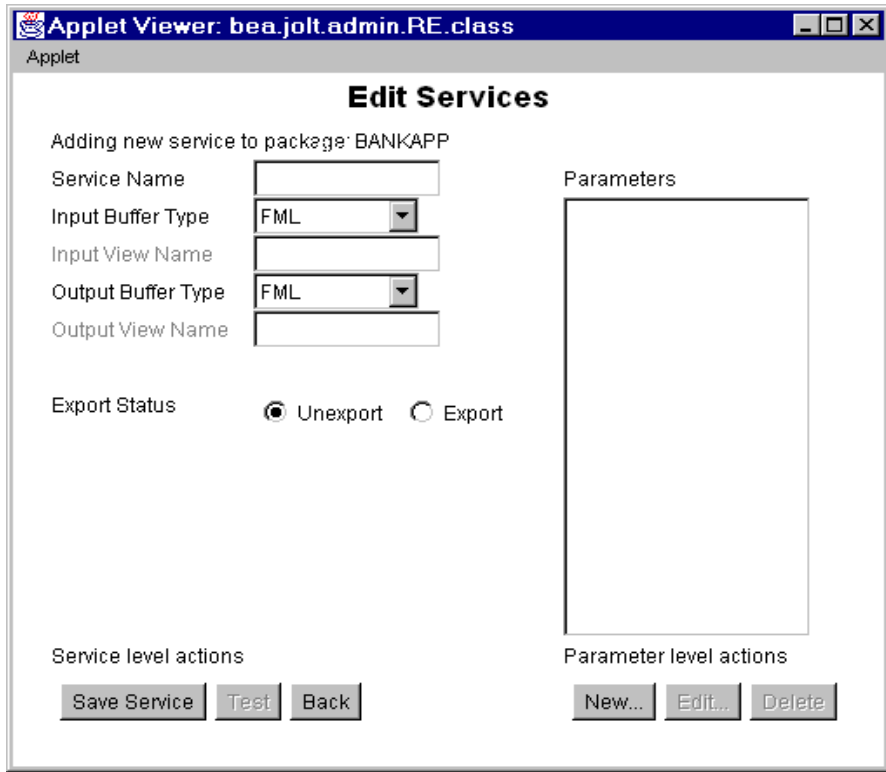 Applet Viewer: bea.jolt.admin.RE.class
Applet
Edit Services
Adding new service to package: BANKAPP
Service Name
Parameters
Input Buffer Type FML
Input View Name
Output Buffer Type FML
Output View Name
Export Status Unexport Export
Service level actions Parameter level actions
Save Service Test Back New... Edit... Delete